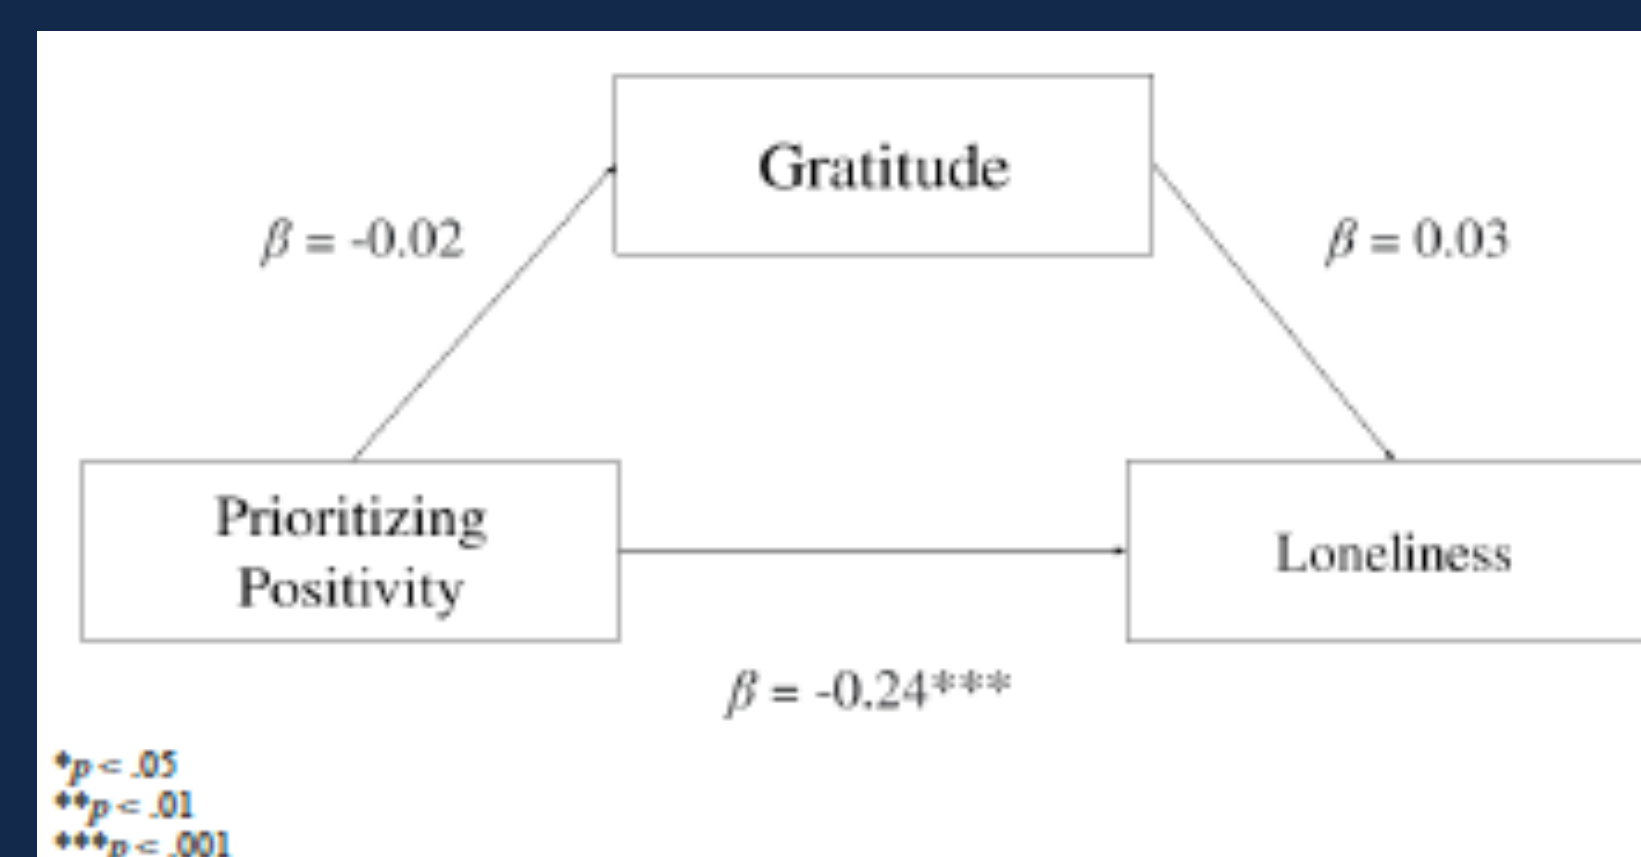 Gratitude
β = -0.02
β = 0.03
Prioritizing
Positivity
Loneliness
β = -0.24***
*p < .05
**p < .01
***p < .001